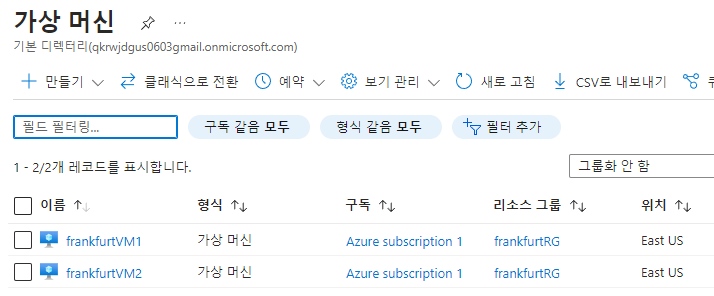 가상 머신 ...
기본 디렉터리(qkrwjdgus0603gmail.onmicrosoft.com)
+ 만들기 클래식으로 전환 예약 보기 관리 새로 고침 CSV로 내보내기 쿼
필드 필터링... 구독 같음 모두 형식 같음 모두 필터 추가
1 - 2/2개 레코드를 표시합니다. 그룹화 안 함
이름 ↑↓ 형식 ↑↓ 구독 ↑↓ 리소스 그룹 ↑↓ 위치 ↑↓
frankfurtVM1 가상 머신 Azure subscription 1 frankfurtRG East US
frankfurtVM2 가상 머신 Azure subscription 1 frankfurtRG East US